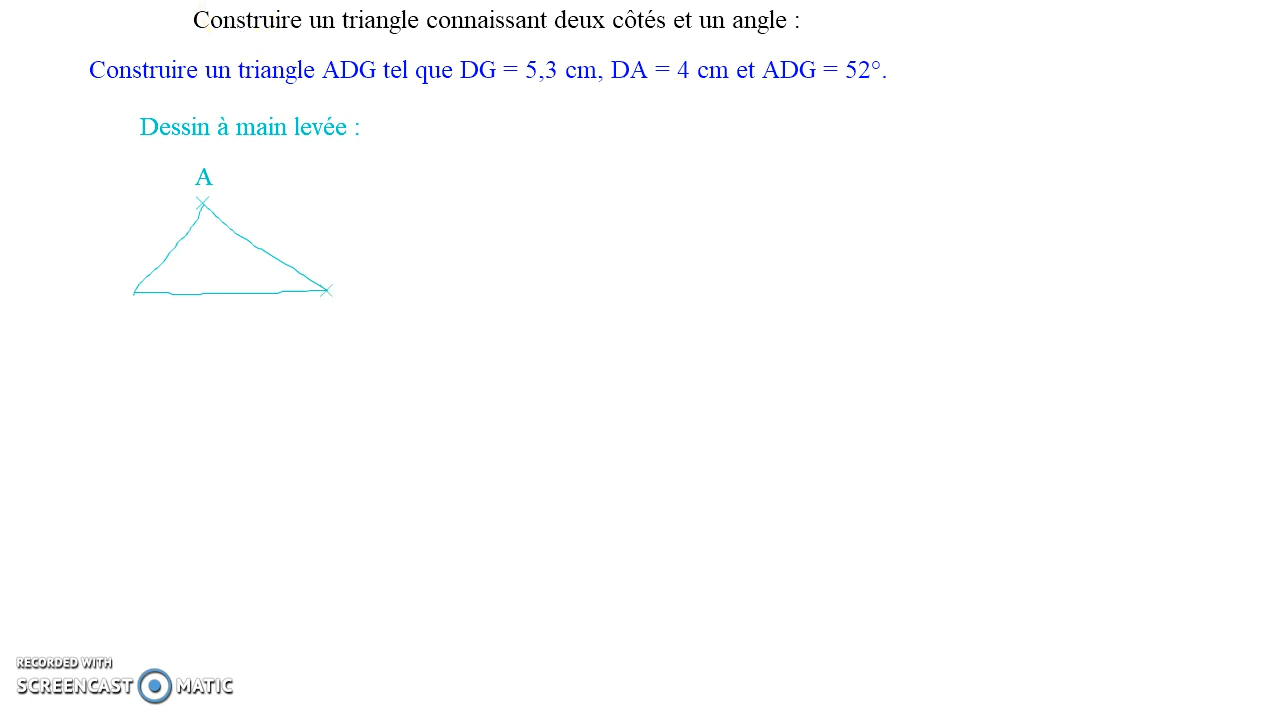 Construire un triangle connaissant deux côtés et un angle :
Construire un triangle ADG tel que DG = 5,3 cm, DA = 4 cm et ADG = 52°.
Dessin à main levée :
A
RECORDED WITH
SCREENCAST MATIC